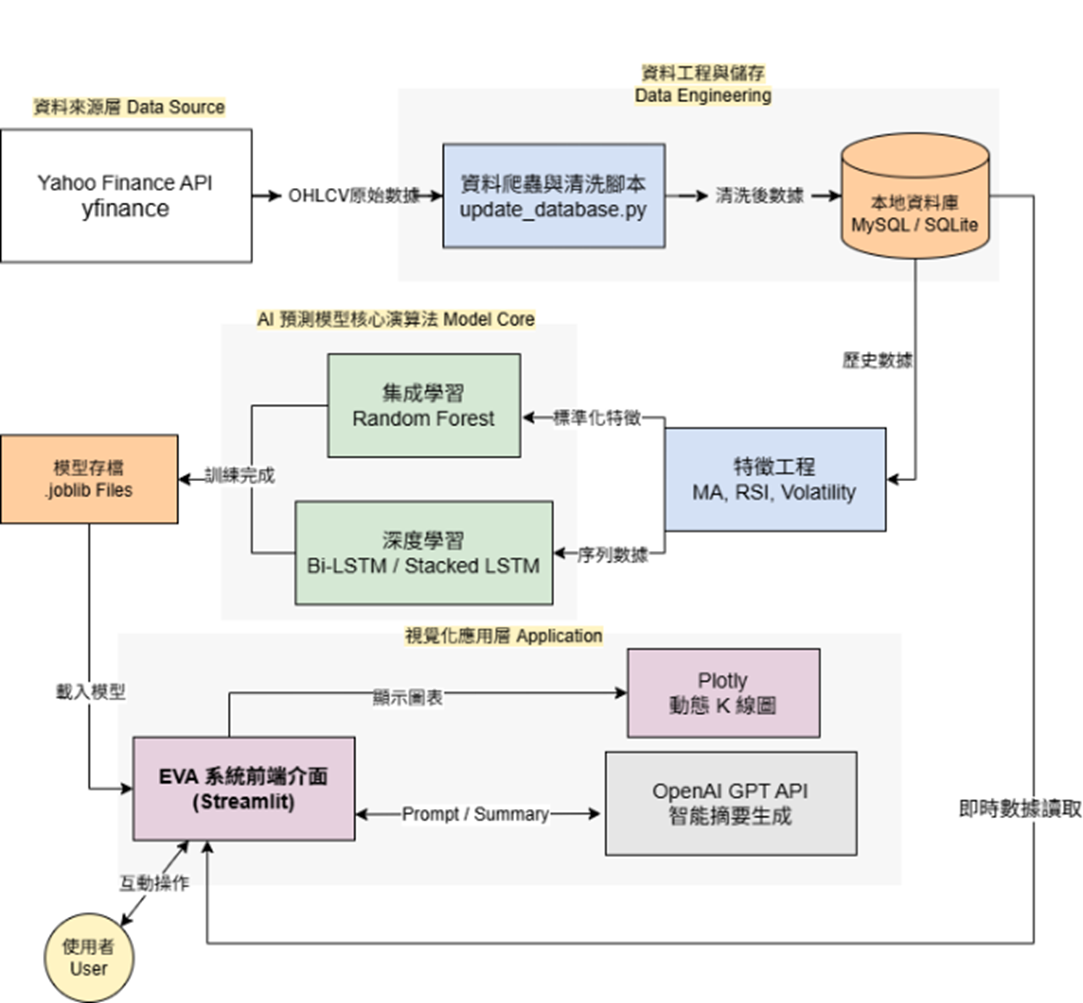 資料工程與儲存
Data Engineering
資料來源層 Data Source
Yahoo Finance API
yfinance
OHLCV原始數據
資料爬蟲與清洗腳本
update_database.py
清洗後數據
本地資料庫
MySQL / SQLite
AI 預測模型核心演算法 Model Core
歷史數據
集成學習
Random Forest
標準化特徵
模型存檔
.joblib Files
訓練完成
特徵工程
MA, RSI, Volatility
深度學習
Bi-LSTM / Stacked LSTM
序列數據
視覺化應用層 Application
載入模型
顯示圖表
Plotly
動態 K 線圖
EVA 系統前端介面
(Streamlit)
Prompt / Summary
OpenAI GPT API
智能摘要生成
即時數據讀取
互動操作
使用者
User